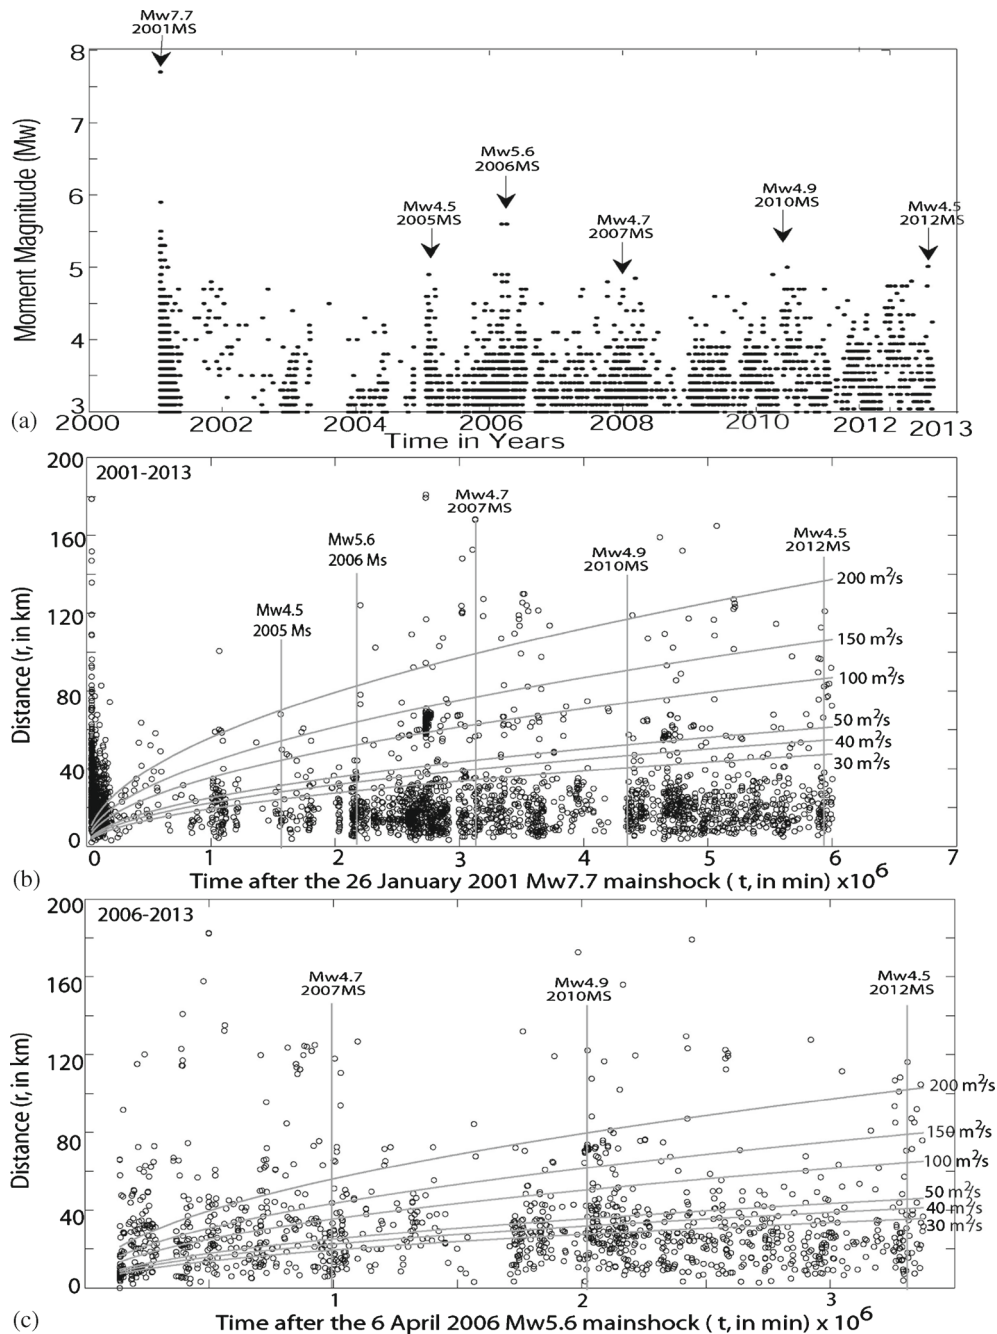 Mw7.7
2001MS
8
Mw5.6
2006MS
Mw4.9
2010MS
Mw4.5
2005MS
Mw4.7
2007MS
Mw4.5
2012MS
7
6
5
4
3
Moment Magnitude (Mw)
(a)
2000 2002 2004 2006 2008 2010 2012 2013
Time in Years
200
2001-2013
160
120
80
40
0
Distance (r, in km)
Mw4.5
2005 Ms
Mw5.6
2006 Ms
Mw4.7
2007MS
Mw4.9
2010MS
Mw4.5
2012MS
200 m²/s
150 m²/s
100 m²/s
50 m²/s
40 m²/s
30 m²/s
0 1 2 3 4 5 6 7
(b)
Time after the 26 January 2001 Mw7.7 mainshock ( t, in min) x10⁶
200
2006-2013
160
120
80
40
0
Distance (r, in km)
Mw4.7
2007MS
Mw4.9
2010MS
Mw4.5
2012MS
200 m²/s
150 m²/s
100 m²/s
50 m²/s
40 m²/s
30 m²/s
1 2 3
(c)
Time after the 6 April 2006 Mw5.6 mainshock ( t, in min) x 10⁶